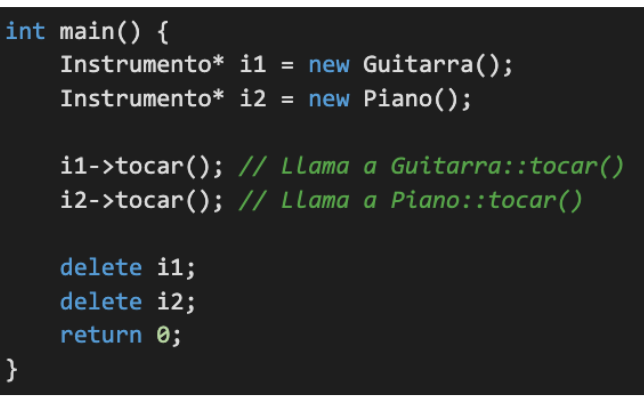 int main() {
    Instrumento* i1 = new Guitarra();
    Instrumento* i2 = new Piano();

    i1->tocar(); // Llama a Guitarra::tocar()
    i2->tocar(); // Llama a Piano::tocar()

    delete i1;
    delete i2;
    return 0;
}